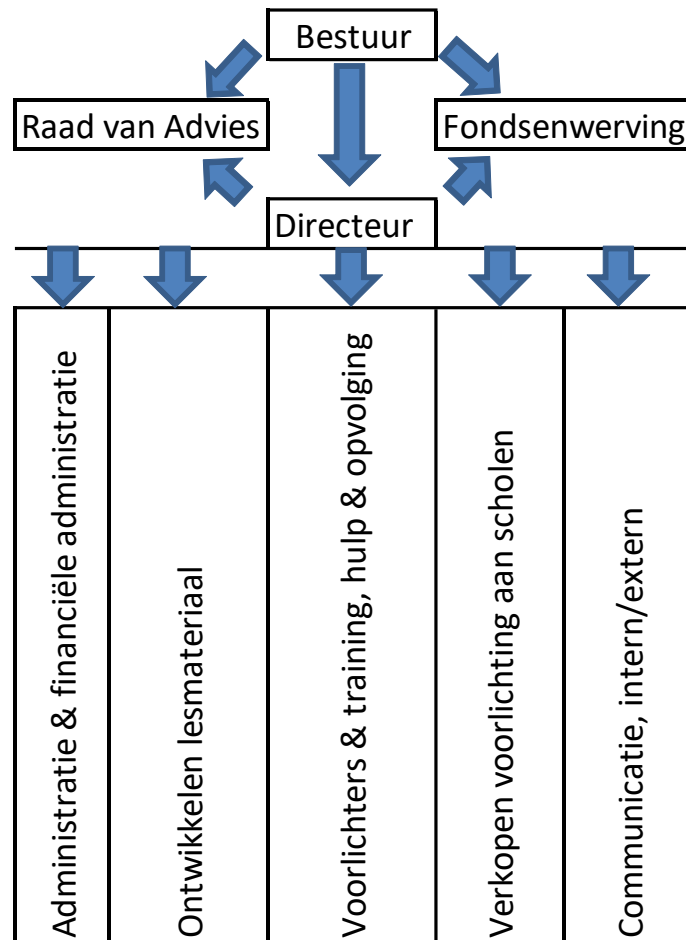 Bestuur
Raad van Advies
Fondsenwerving
Directeur
Administratie & financiële administratie
Ontwikkelen lesmateriaal
Voorlichters & training, hulp & opvolging
Verkopen voorlichting aan scholen
Communicatie, intern/extern